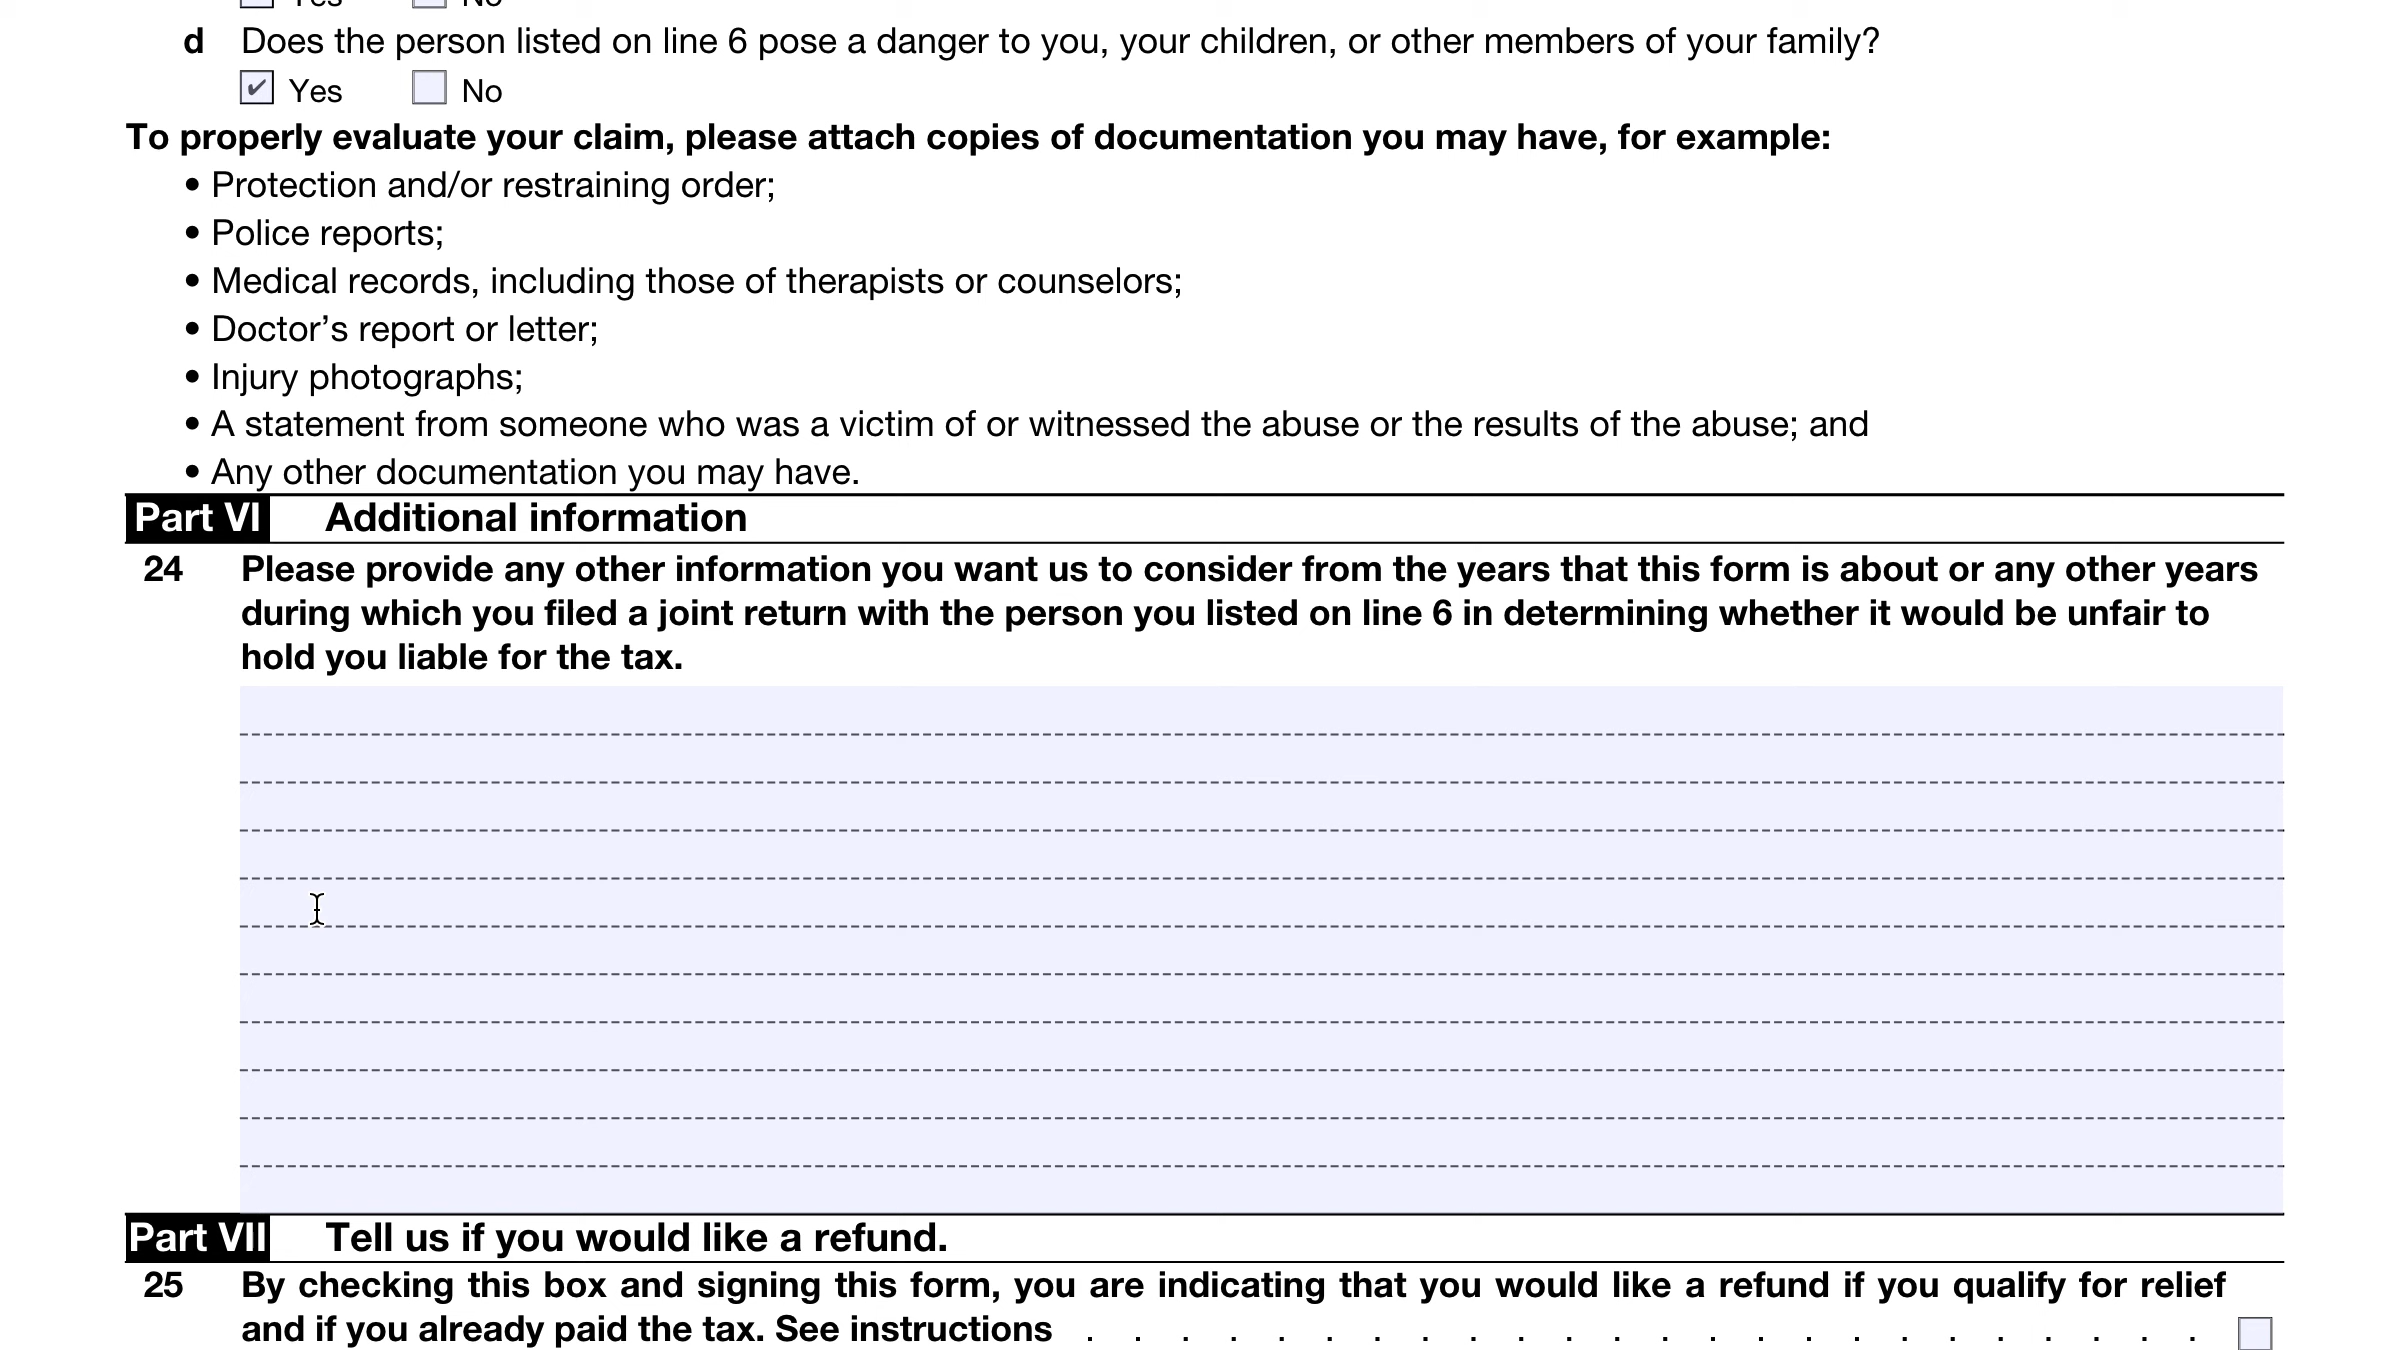 Yes No
d Does the person listed on line 6 pose a danger to you, your children, or other members of your family?
✔ Yes No
To properly evaluate your claim, please attach copies of documentation you may have, for example:
• Protection and/or restraining order;
• Police reports;
• Medical records, including those of therapists or counselors;
• Doctor’s report or letter;
• Injury photographs;
• A statement from someone who was a victim of or witnessed the abuse or the results of the abuse; and
• Any other documentation you may have.
Part VI Additional information
24 Please provide any other information you want us to consider from the years that this form is about or any other years
during which you filed a joint return with the person you listed on line 6 in determining whether it would be unfair to
hold you liable for the tax.
Part VII Tell us if you would like a refund.
25 By checking this box and signing this form, you are indicating that you would like a refund if you qualify for relief
and if you already paid the tax. See instructions . . . . . . . . . . . . . . . . . . . . . . . .